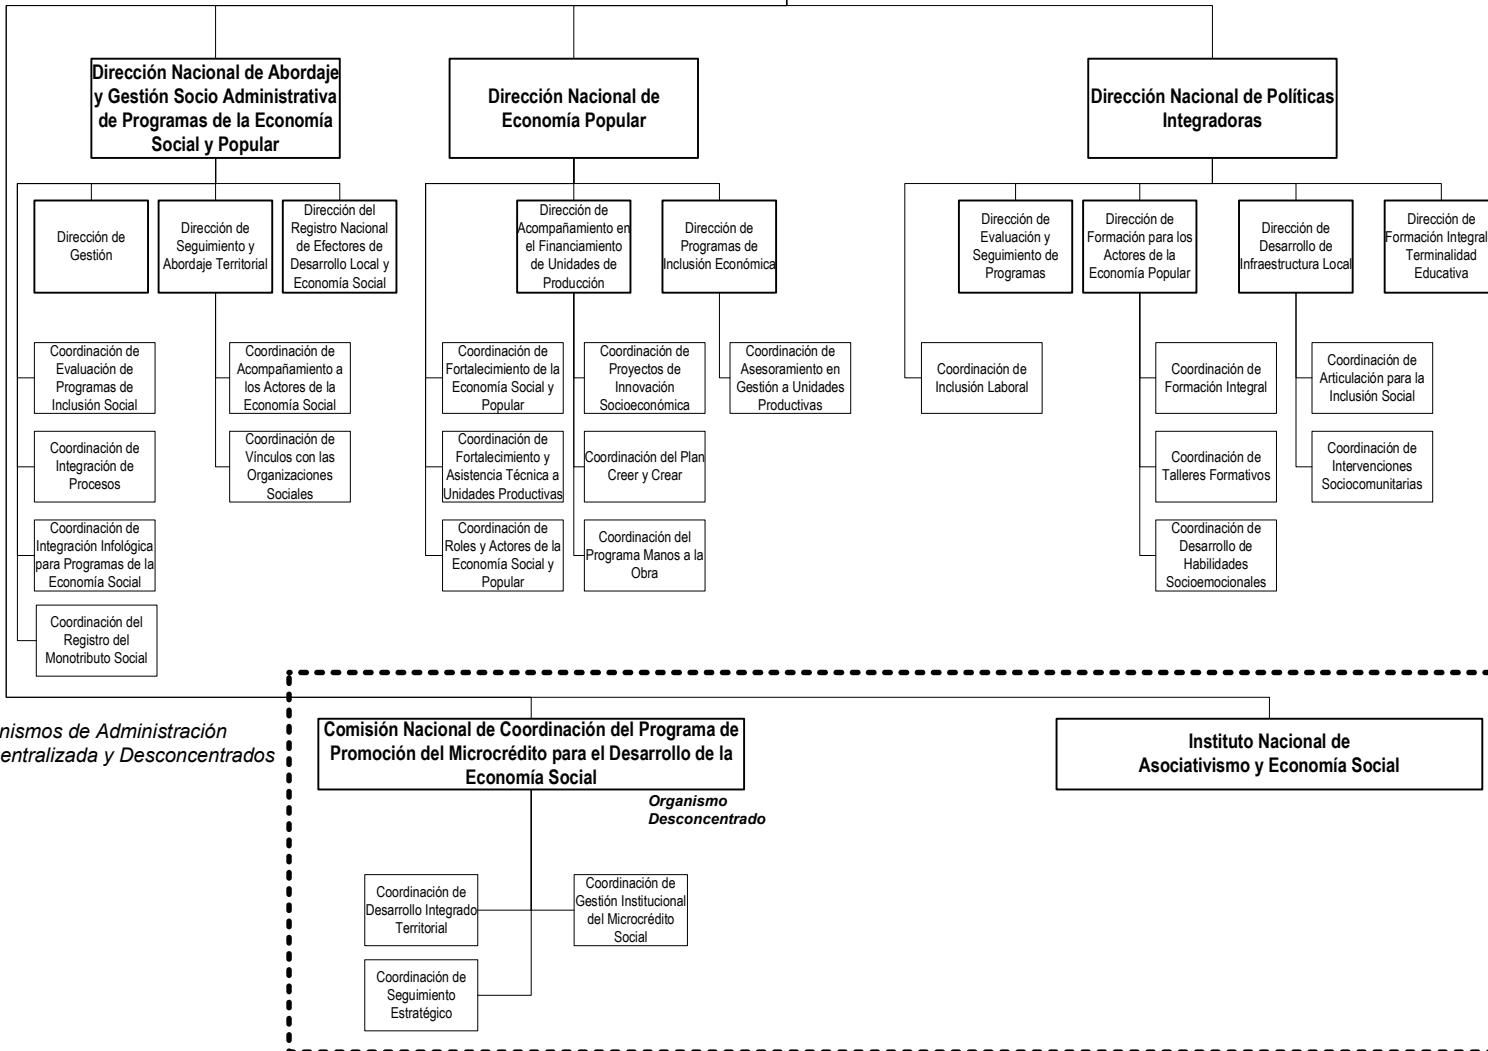 Dirección Nacional de Abordaje
y Gestión Socio Administrativa
de Programas de la Economía
Social y Popular
Dirección Nacional de
Economía Popular
Dirección Nacional de Políticas
Integradoras
Dirección de
Gestión
Dirección de
Seguimiento y
Abordaje Territorial
Dirección del
Registro Nacional
de Efectores de
Desarrollo Local y
Economía Social
Dirección de
Acompañamiento en
el Financiamiento
de Unidades de
Producción
Dirección de
Programas de
Inclusión Económica
Dirección de
Evaluación y
Seguimiento de
Programas
Dirección de
Formación para los
Actores de la
Economía Popular
Dirección de
Desarrollo de
Infraestructura Local
Dirección de
Formación Integral
Terminalidad
Educativa
Coordinación de
Evaluación de
Programas de
Inclusión Social
Coordinación de
Acompañamiento a
los Actores de la
Economía Social
Coordinación de
Fortalecimiento de la
Economía Social y
Popular
Coordinación de
Proyectos de
Innovación
Socioeconómica
Coordinación de
Asesoramiento en
Gestión a Unidades
Productivas
Coordinación de
Inclusión Laboral
Coordinación de
Formación Integral
Coordinación de
Articulación para la
Inclusión Social
Coordinación de
Integración de
Procesos
Coordinación de
Vínculos con las
Organizaciones
Sociales
Coordinación de
Fortalecimiento y
Asistencia Técnica a
Unidades Productivas
Coordinación del Plan
Creer y Crear
Coordinación de
Talleres Formativos
Coordinación de
Intervenciones
Sociocomunitarias
Coordinación de
Integración Infológica
para Programas de la
Economía Social
Coordinación de
Roles y Actores de la
Economía Social y
Popular
Coordinación del
Programa Manos a la
Obra
Coordinación de
Desarrollo de
Habilidades
Socioemocionales
Coordinación del
Registro del
Monotributo Social
nismos de Administración
entralizada y Desconcentrados
Comisión Nacional de Coordinación del Programa de
Promoción del Microcrédito para el Desarrollo de la
Economía Social
Organismo
Desconcentrado
Instituto Nacional de
Asociativismo y Economía Social
Coordinación de
Desarrollo Integrado
Territorial
Coordinación de
Gestión Institucional
del Microcrédito
Social
Coordinación de
Seguimiento
Estratégico